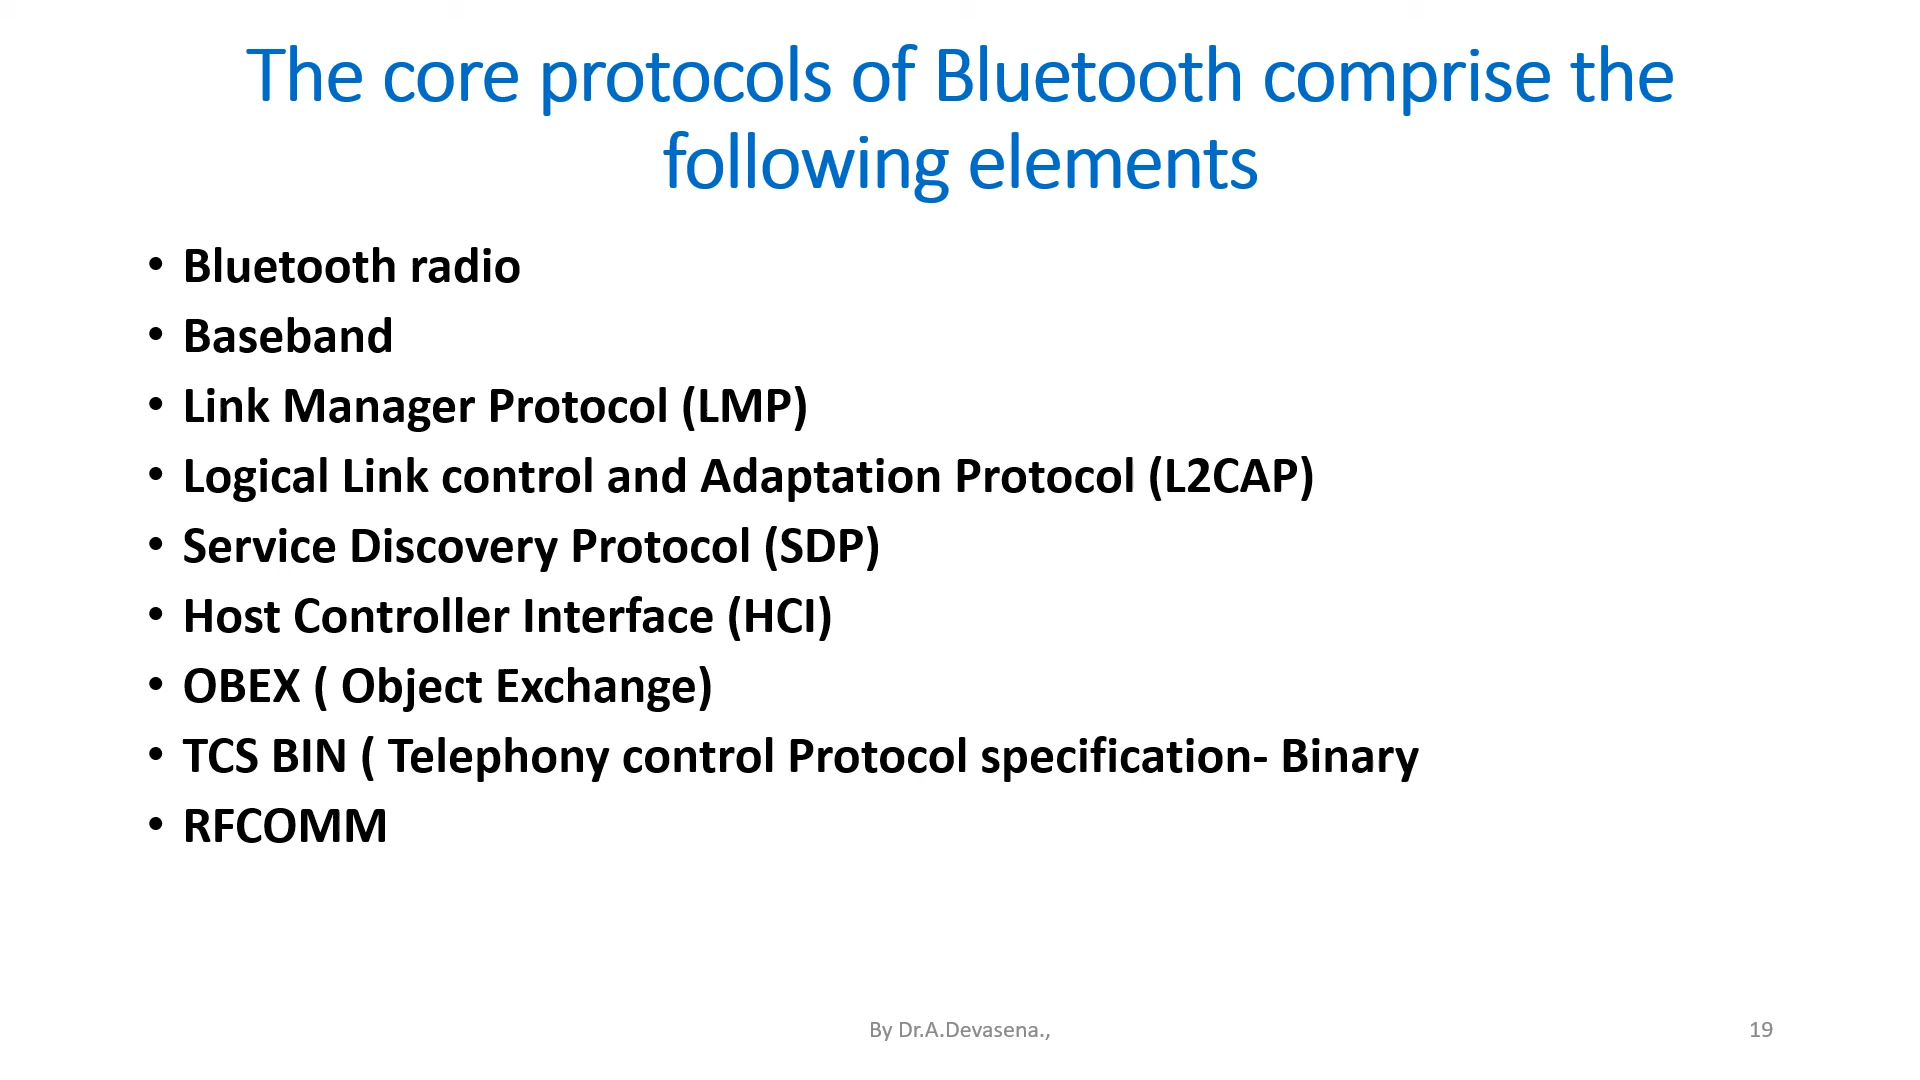 The core protocols of Bluetooth comprise the
following elements
• Bluetooth radio
• Baseband
• Link Manager Protocol (LMP)
• Logical Link control and Adaptation Protocol (L2CAP)
• Service Discovery Protocol (SDP)
• Host Controller Interface (HCI)
• OBEX ( Object Exchange)
• TCS BIN ( Telephony control Protocol specification- Binary
• RFCOMM
By Dr.A.Devasena.,
19